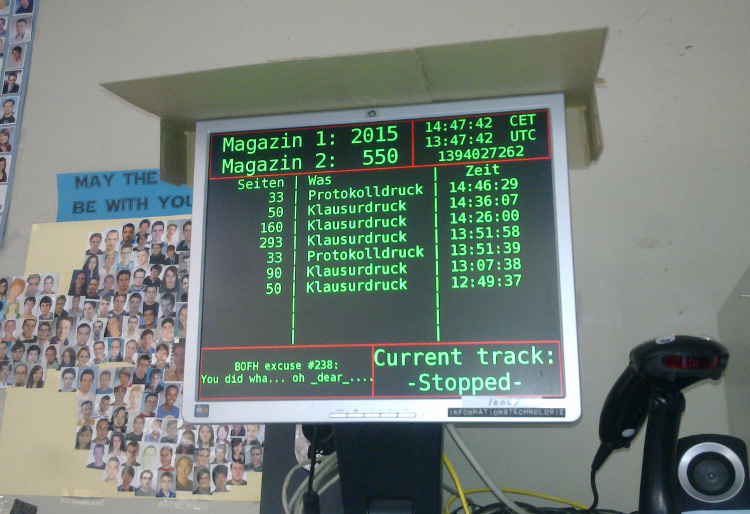 MAY THE
BE WITH YOU
Magazin 1: 2015
Magazin 2: 550
14:47:42 CET
13:47:42 UTC
1394027262
Seiten Was Zeit
33 Protokolldruck 14:46:29
50 Klausurdruck 14:36:07
160 Klausurdruck 14:26:00
293 Klausurdruck 13:51:58
33 Protokolldruck 13:51:39
90 Klausurdruck 13:07:38
50 Klausurdruck 12:49:37
BOFH excuse #238:
You did wha... oh _dear_....
Current track:
-Stopped-
INFORMATIONSTECHNOLOGIE